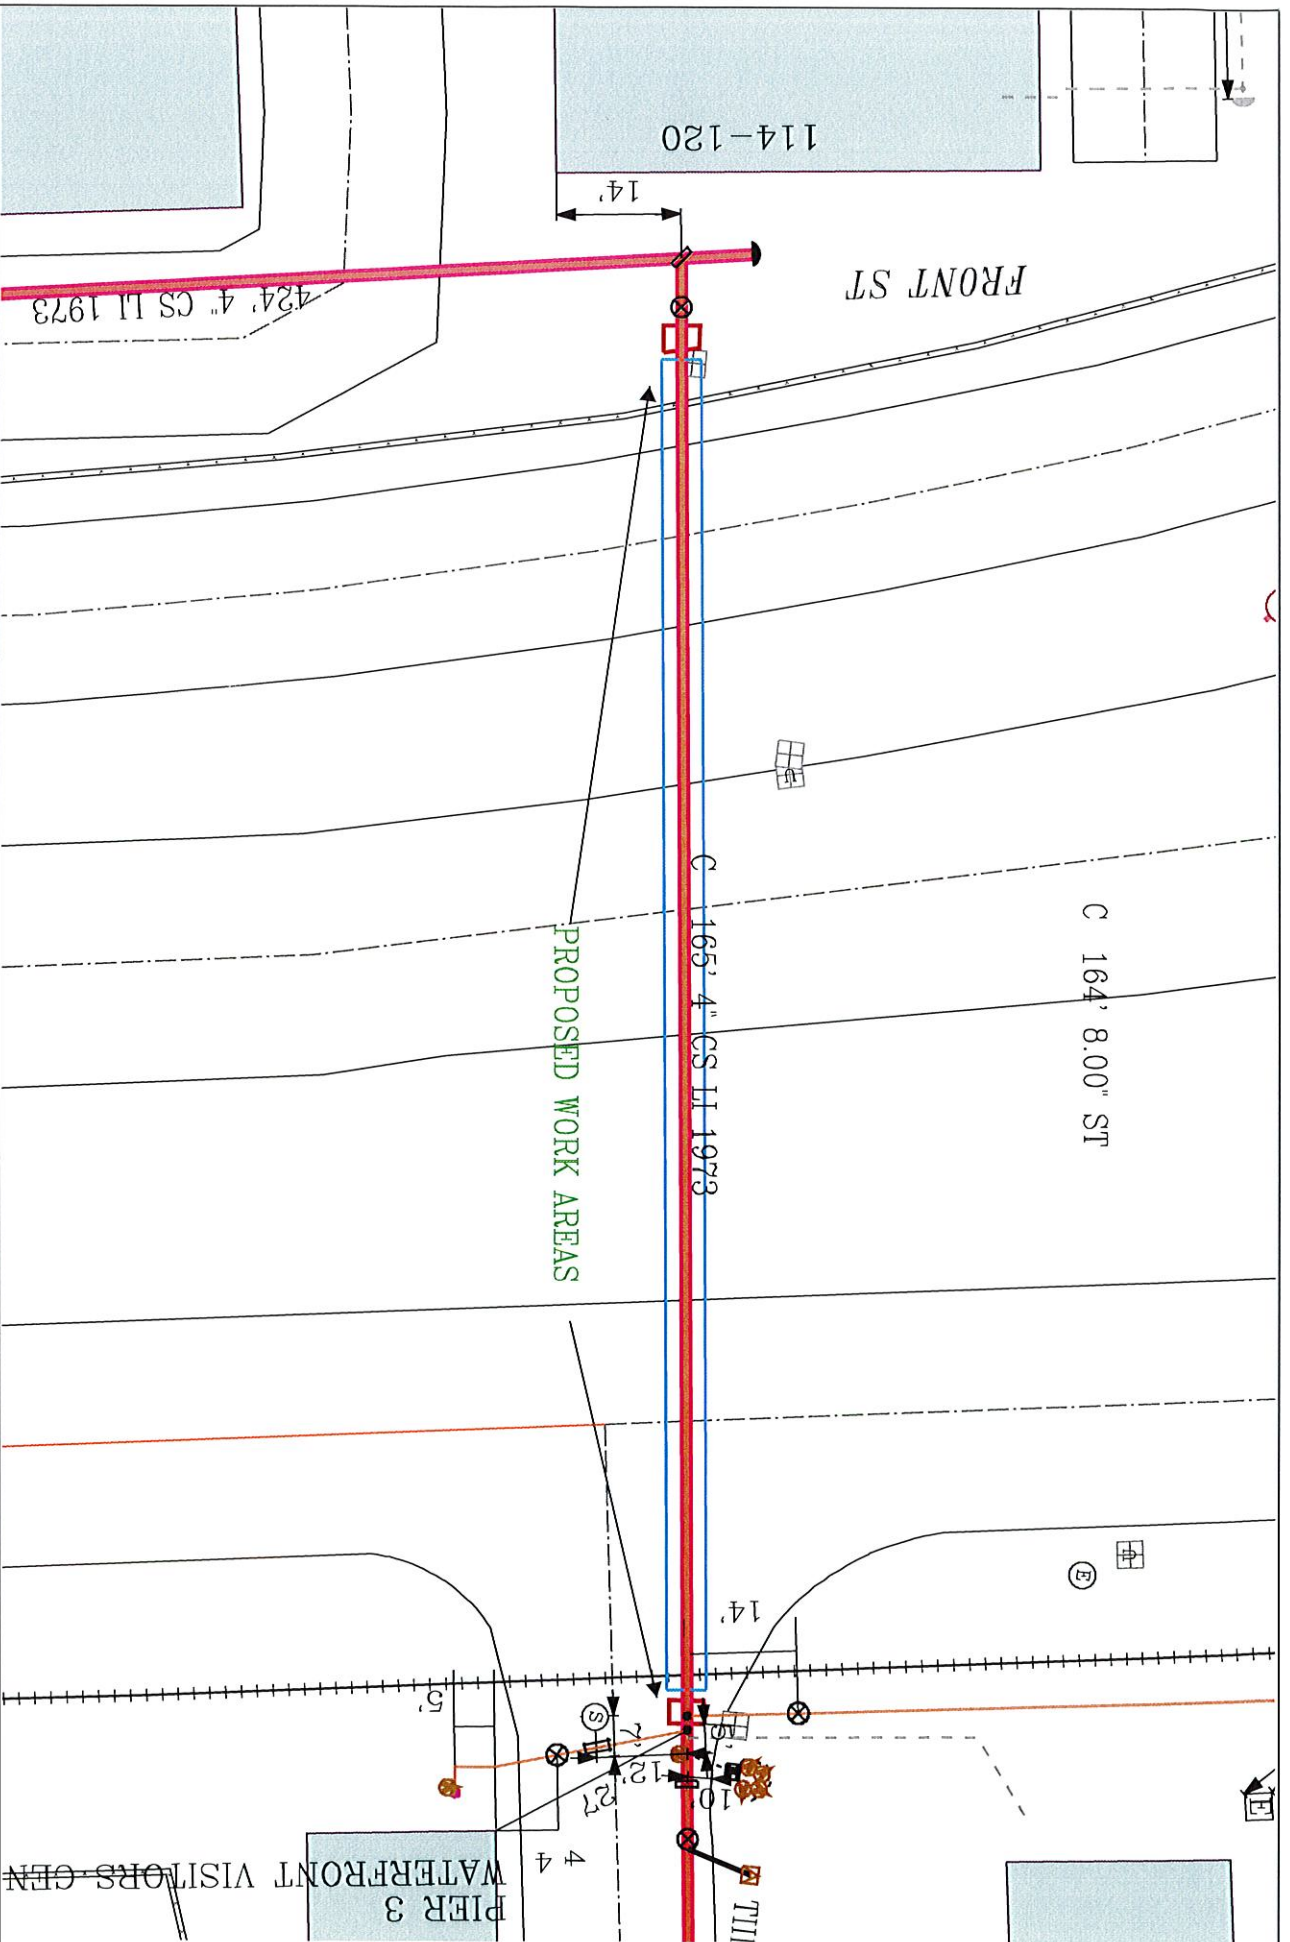 114-120
14'
FRONT ST
424' 4" CS LI 1973
C 165' 4" CS LI 1973
C 164' 8.00" ST
PROPOSED WORK AREAS
U
E
14'
5'
S
7'
12'
27
10'
E
4 4
PIER 3
WATERFRONT VISITORS CEN